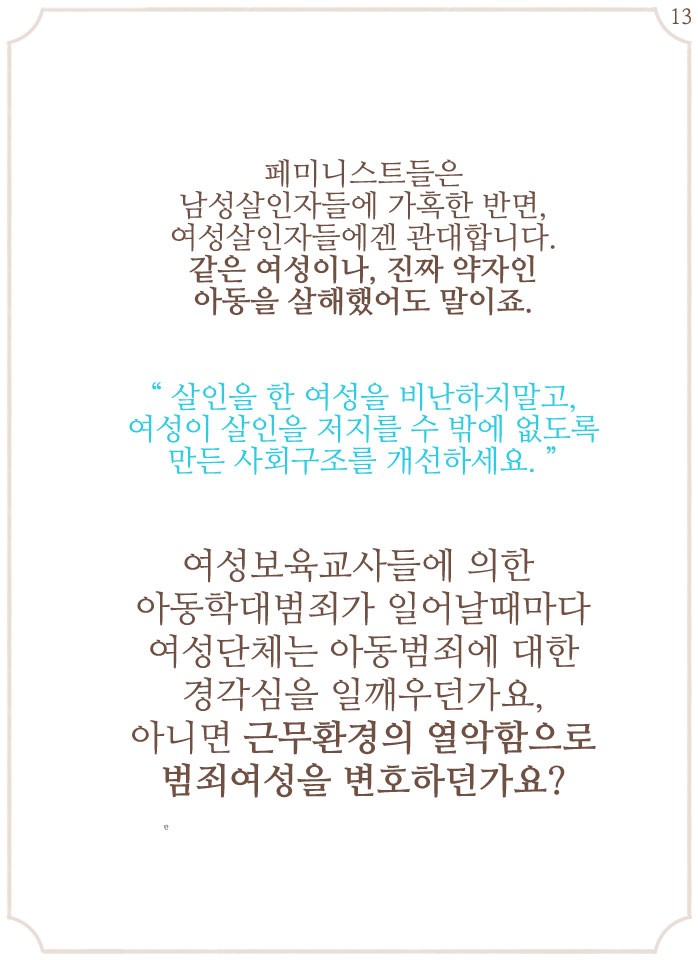 13
페미니스트들은
남성살인자들에 가혹한 반면,
여성살인자들에겐 관대합니다.
같은 여성이나, 진짜 약자인
아동을 살해했어도 말이죠.
“ 살인을 한 여성을 비난하지말고,
여성이 살인을 저지를 수 밖에 없도록
만든 사회구조를 개선하세요. ”
여성보육교사들에 의한
아동학대범죄가 일어날때마다
여성단체는 아동범죄에 대한
경각심을 일깨우던가요,
아니면 근무환경의 열악함으로
범죄여성을 변호하던가요?